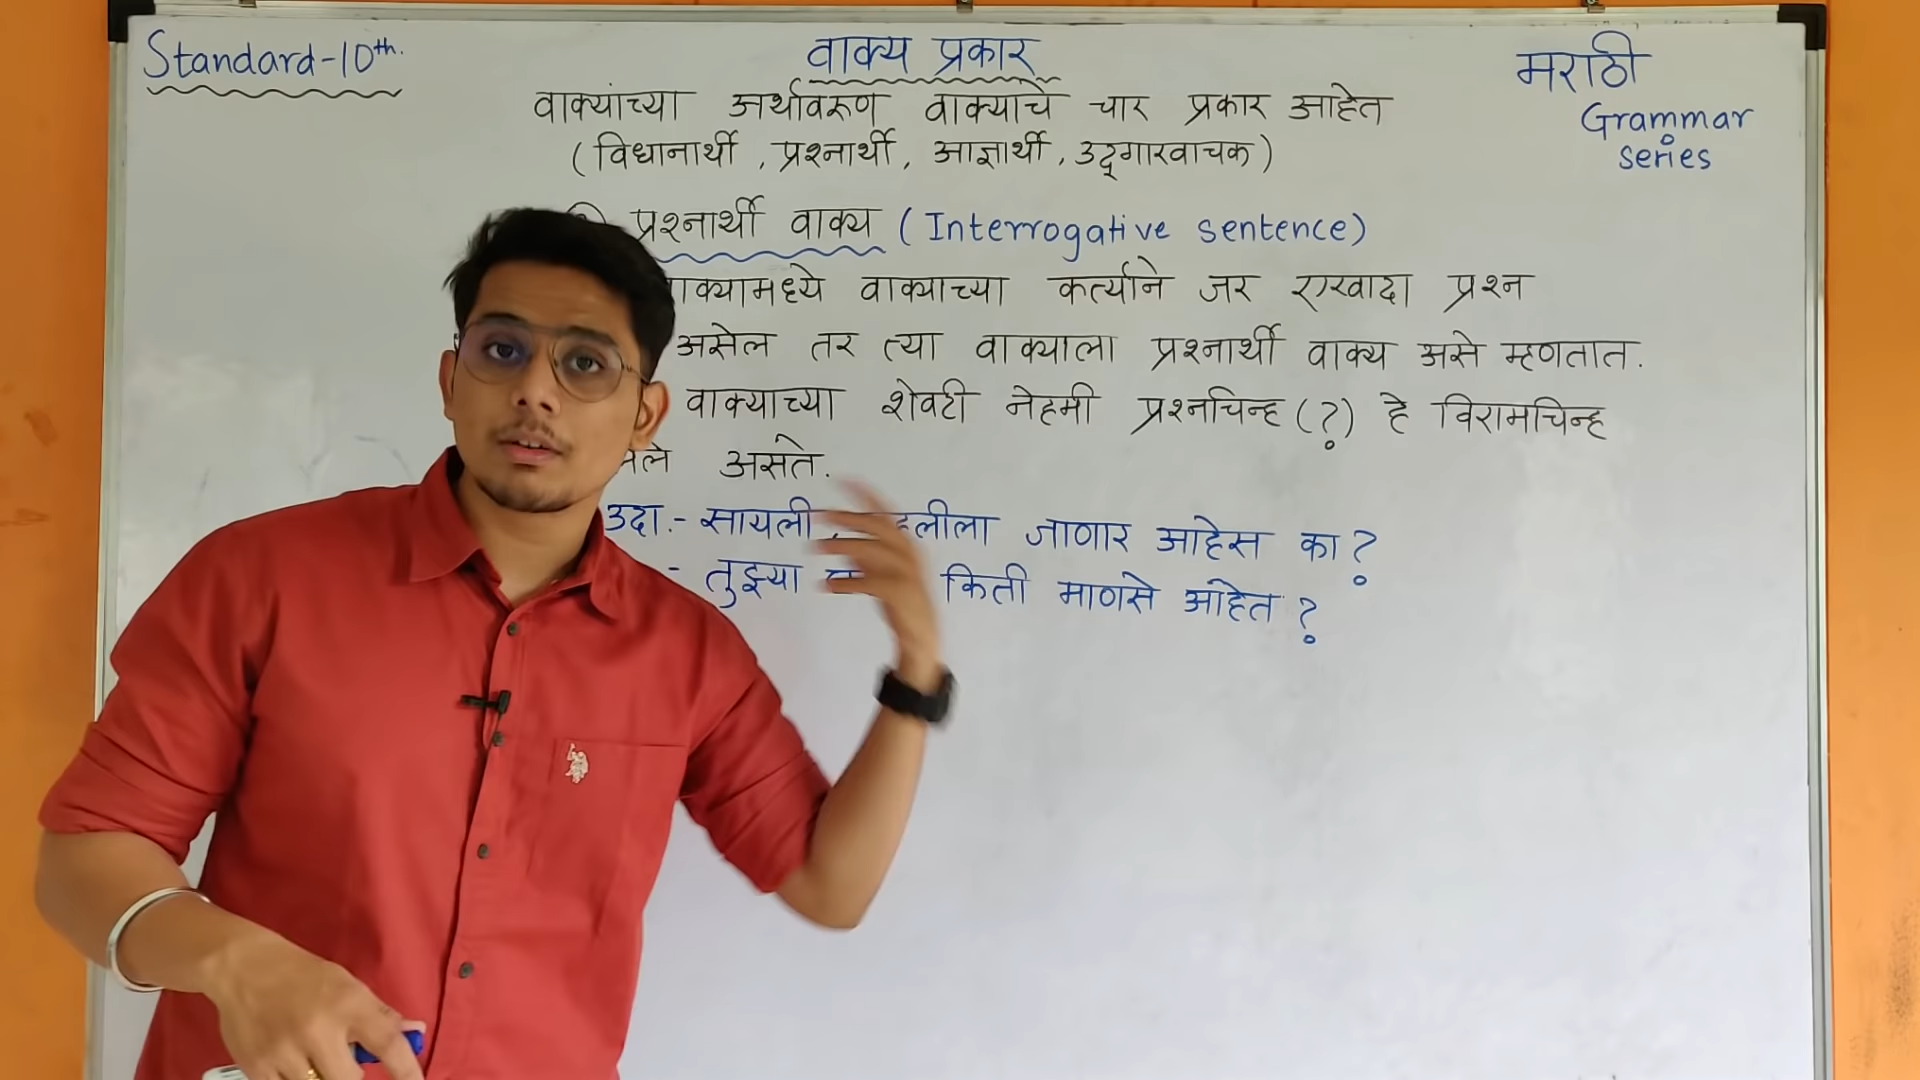 Standard-10th.
वाक्य प्रकार
मराठी
Grammar
series
वाक्यांच्या अर्थावरूण वाक्याचे चार प्रकार आहेत
(विधानार्थी, प्रश्नार्थी, आज्ञार्थी, उद्गारवाचक)
प्रश्नार्थी वाक्य (Interrogative sentence)
वाक्याच्या कर्त्याने जर एखादा प्रश्न
असेल तर त्या वाक्याला प्रश्नार्थी वाक्य असे म्हणतात.
वाक्याच्या शेवटी नेहमी प्रश्नचिन्ह (?) हे विरामचिन्ह
असते.
उदा.- सायली, जाणार आहेस का?
- तुझ्या किती माणसे आहेत?